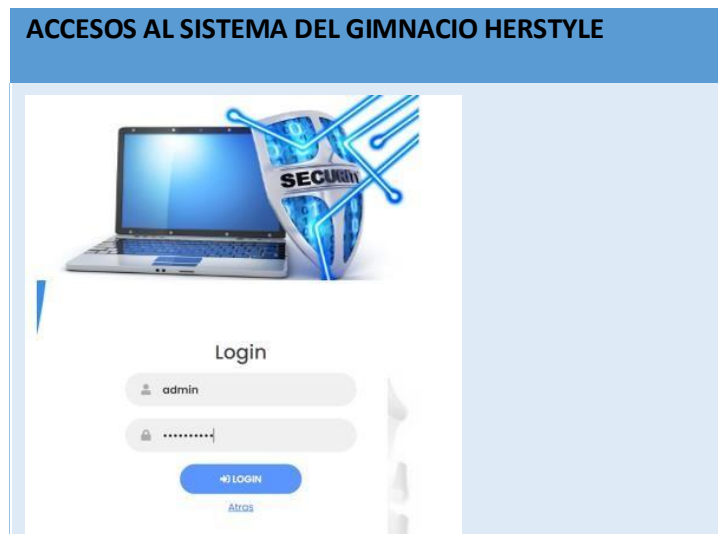 ACCESOS AL SISTEMA DEL GIMNACIO HERSTYLE
SECURITY
Login
admin
••••••••••
LOGIN
Atras